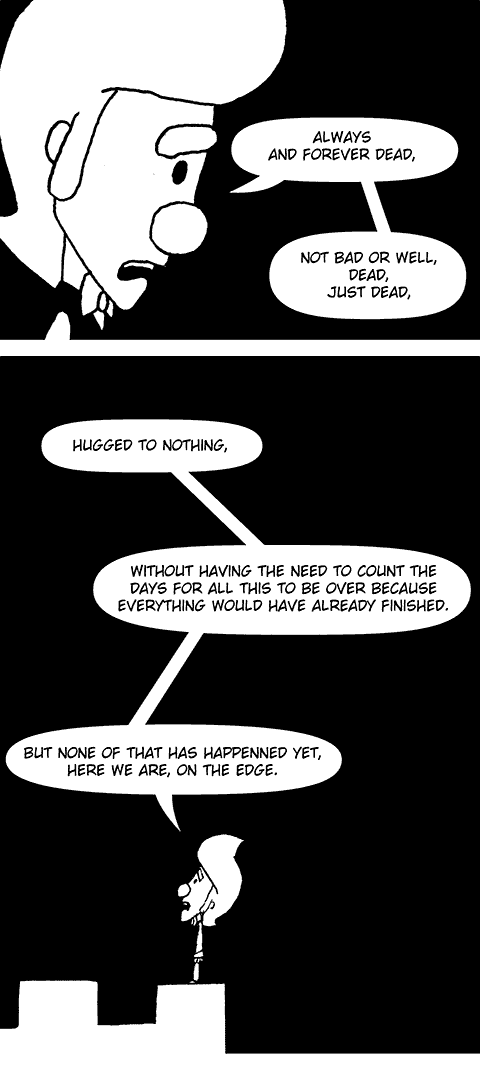 ALWAYS
AND FOREVER DEAD,
NOT BAD OR WELL,
DEAD,
JUST DEAD,
HUGGED TO NOTHING,
WITHOUT HAVING THE NEED TO COUNT THE
DAYS FOR ALL THIS TO BE OVER BECAUSE
EVERYTHING WOULD HAVE ALREADY FINISHED.
BUT NONE OF THAT HAS HAPPENNED YET,
HERE WE ARE, ON THE EDGE.